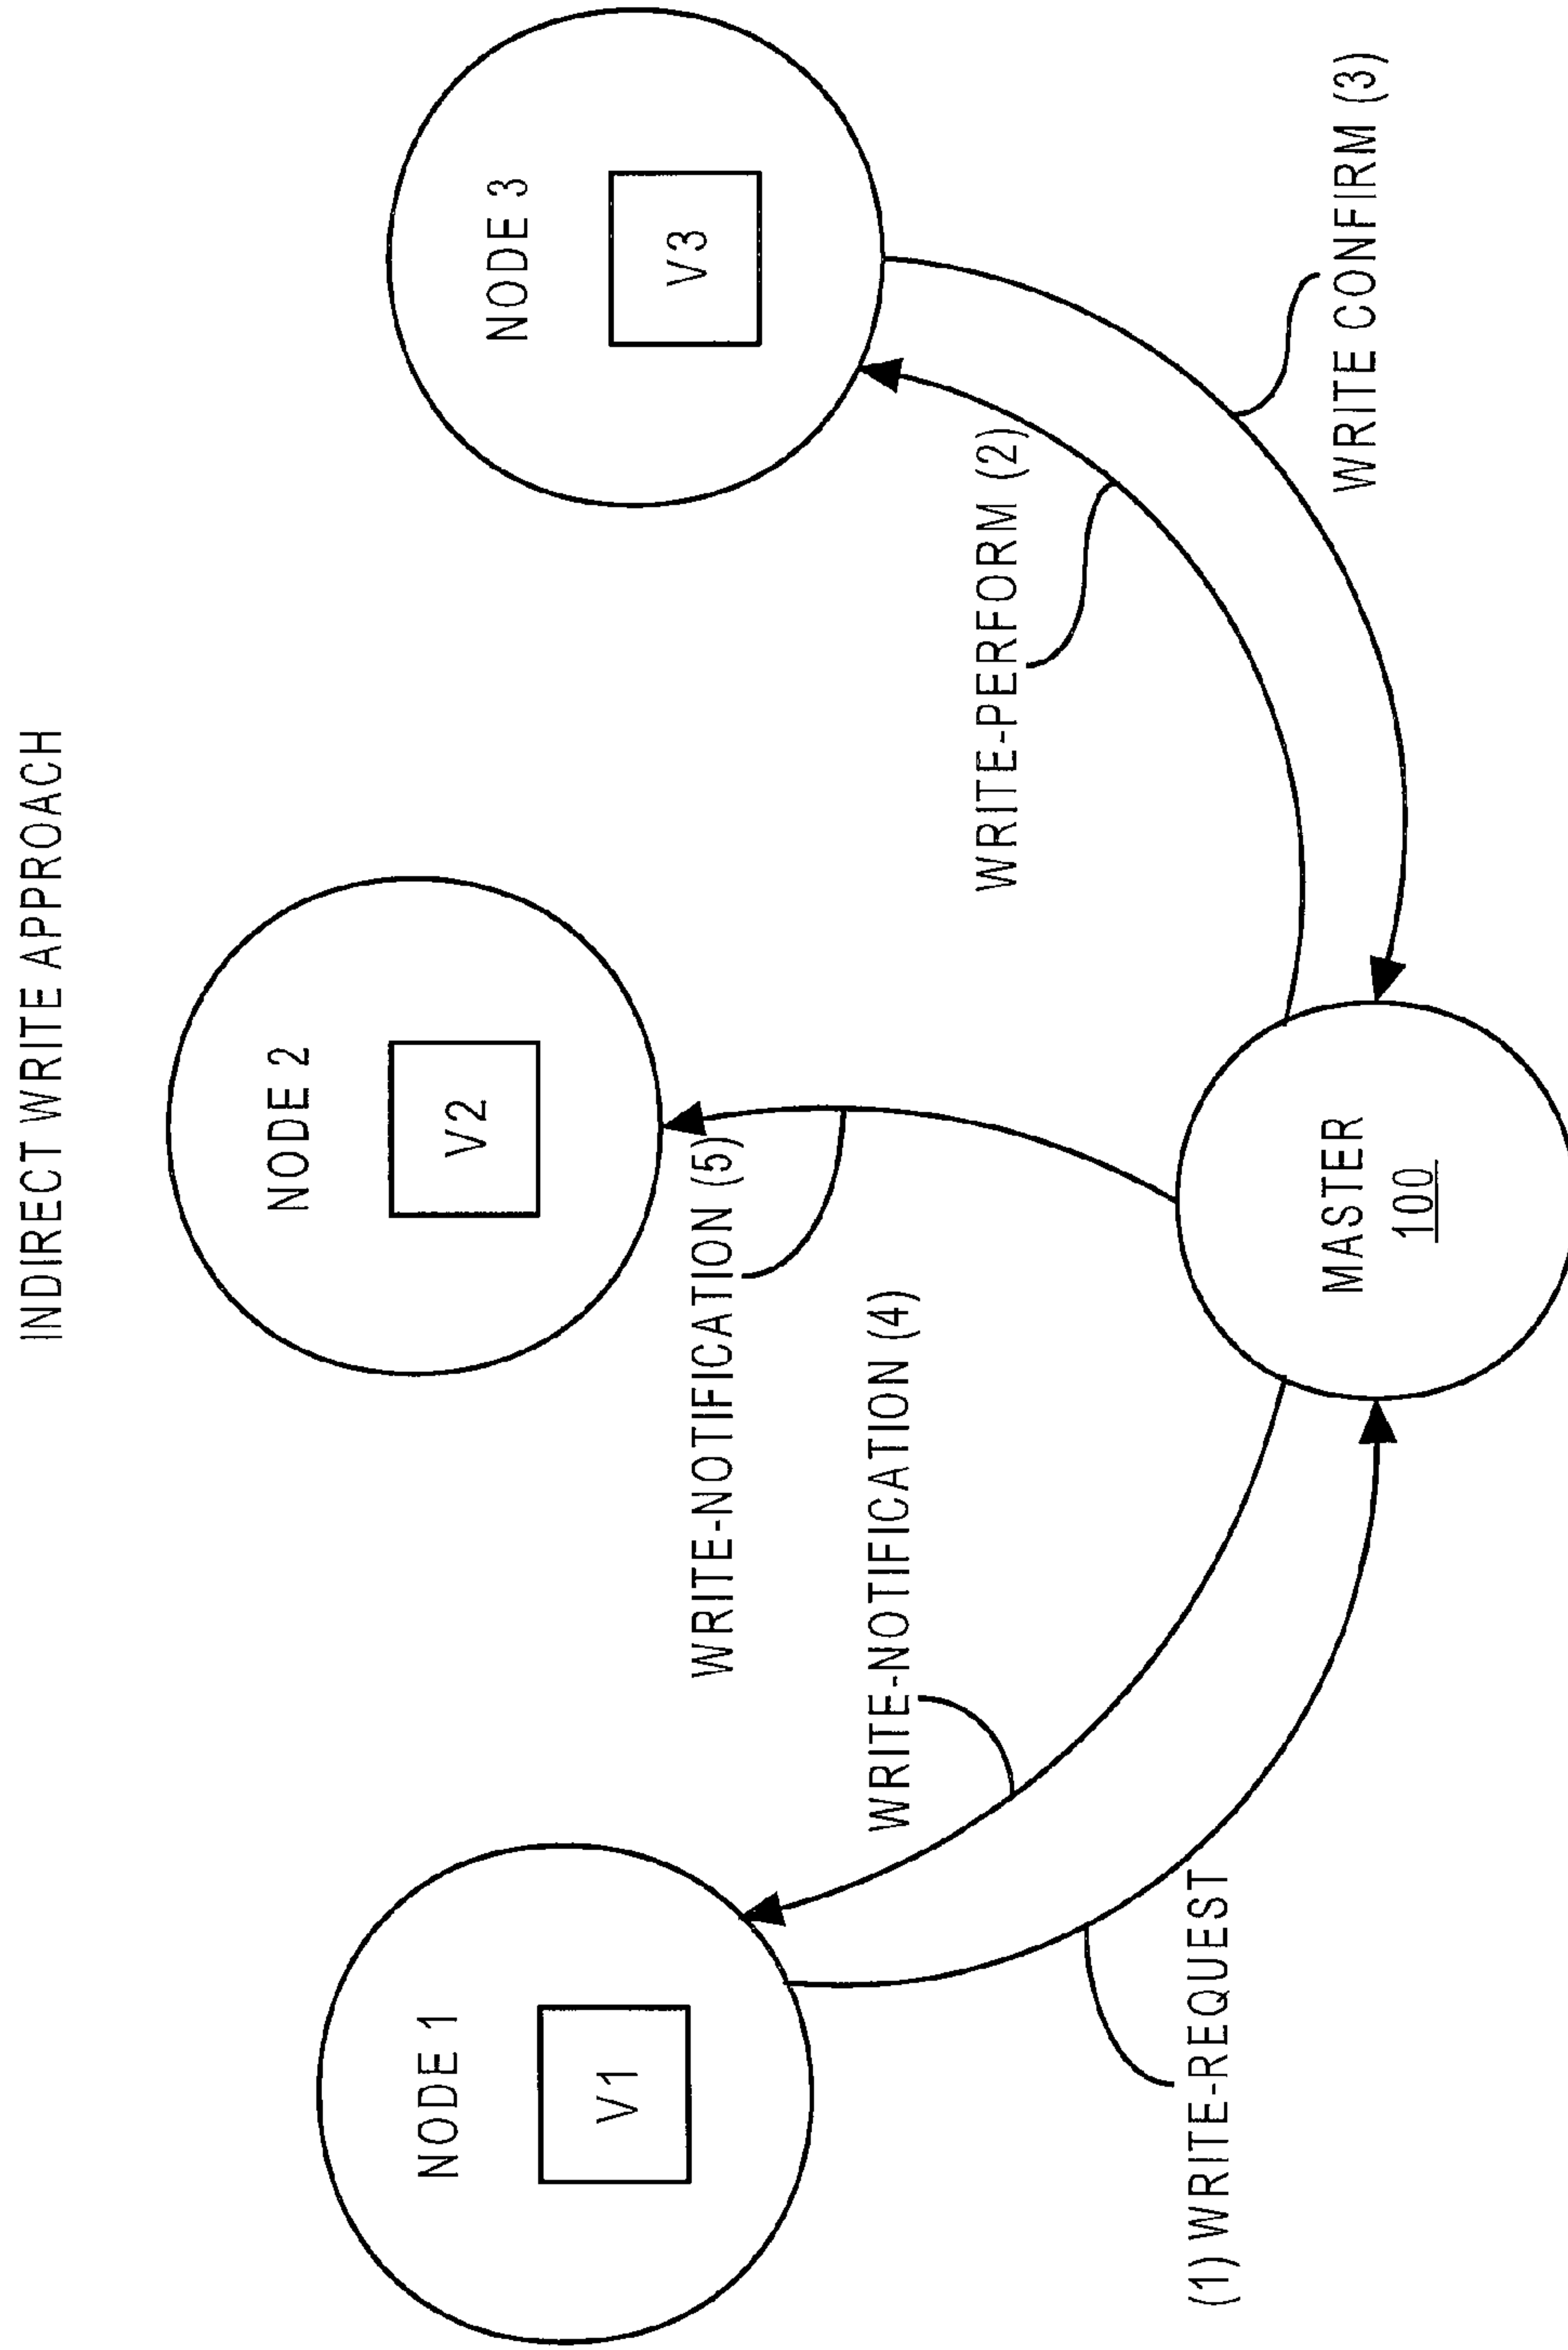 INDIRECT WRITE APPROACH
NODE 2
V2
NODE 1
V1
NODE 3
V3
WRITE-NOTIFICATION (5)
WRITE-NOTIFICATION (4)
WRITE-PERFORM (2)
(1) WRITE-REQUEST
MASTER
100
WRITE CONFIRM (3)